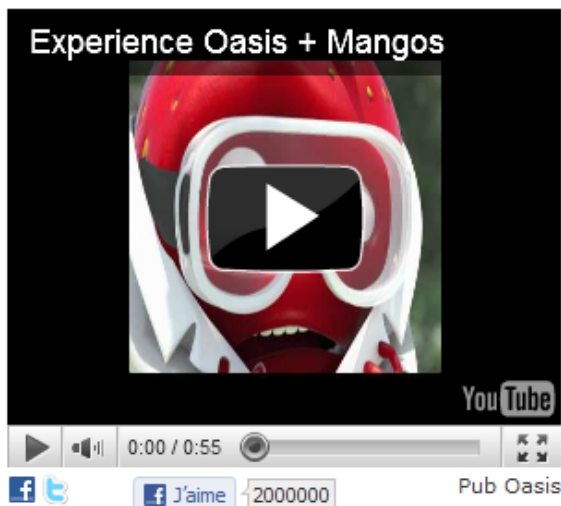 Experience Oasis + Mangos
YouTube
0:00 / 0:55
J'aime 2000000
Pub Oasis